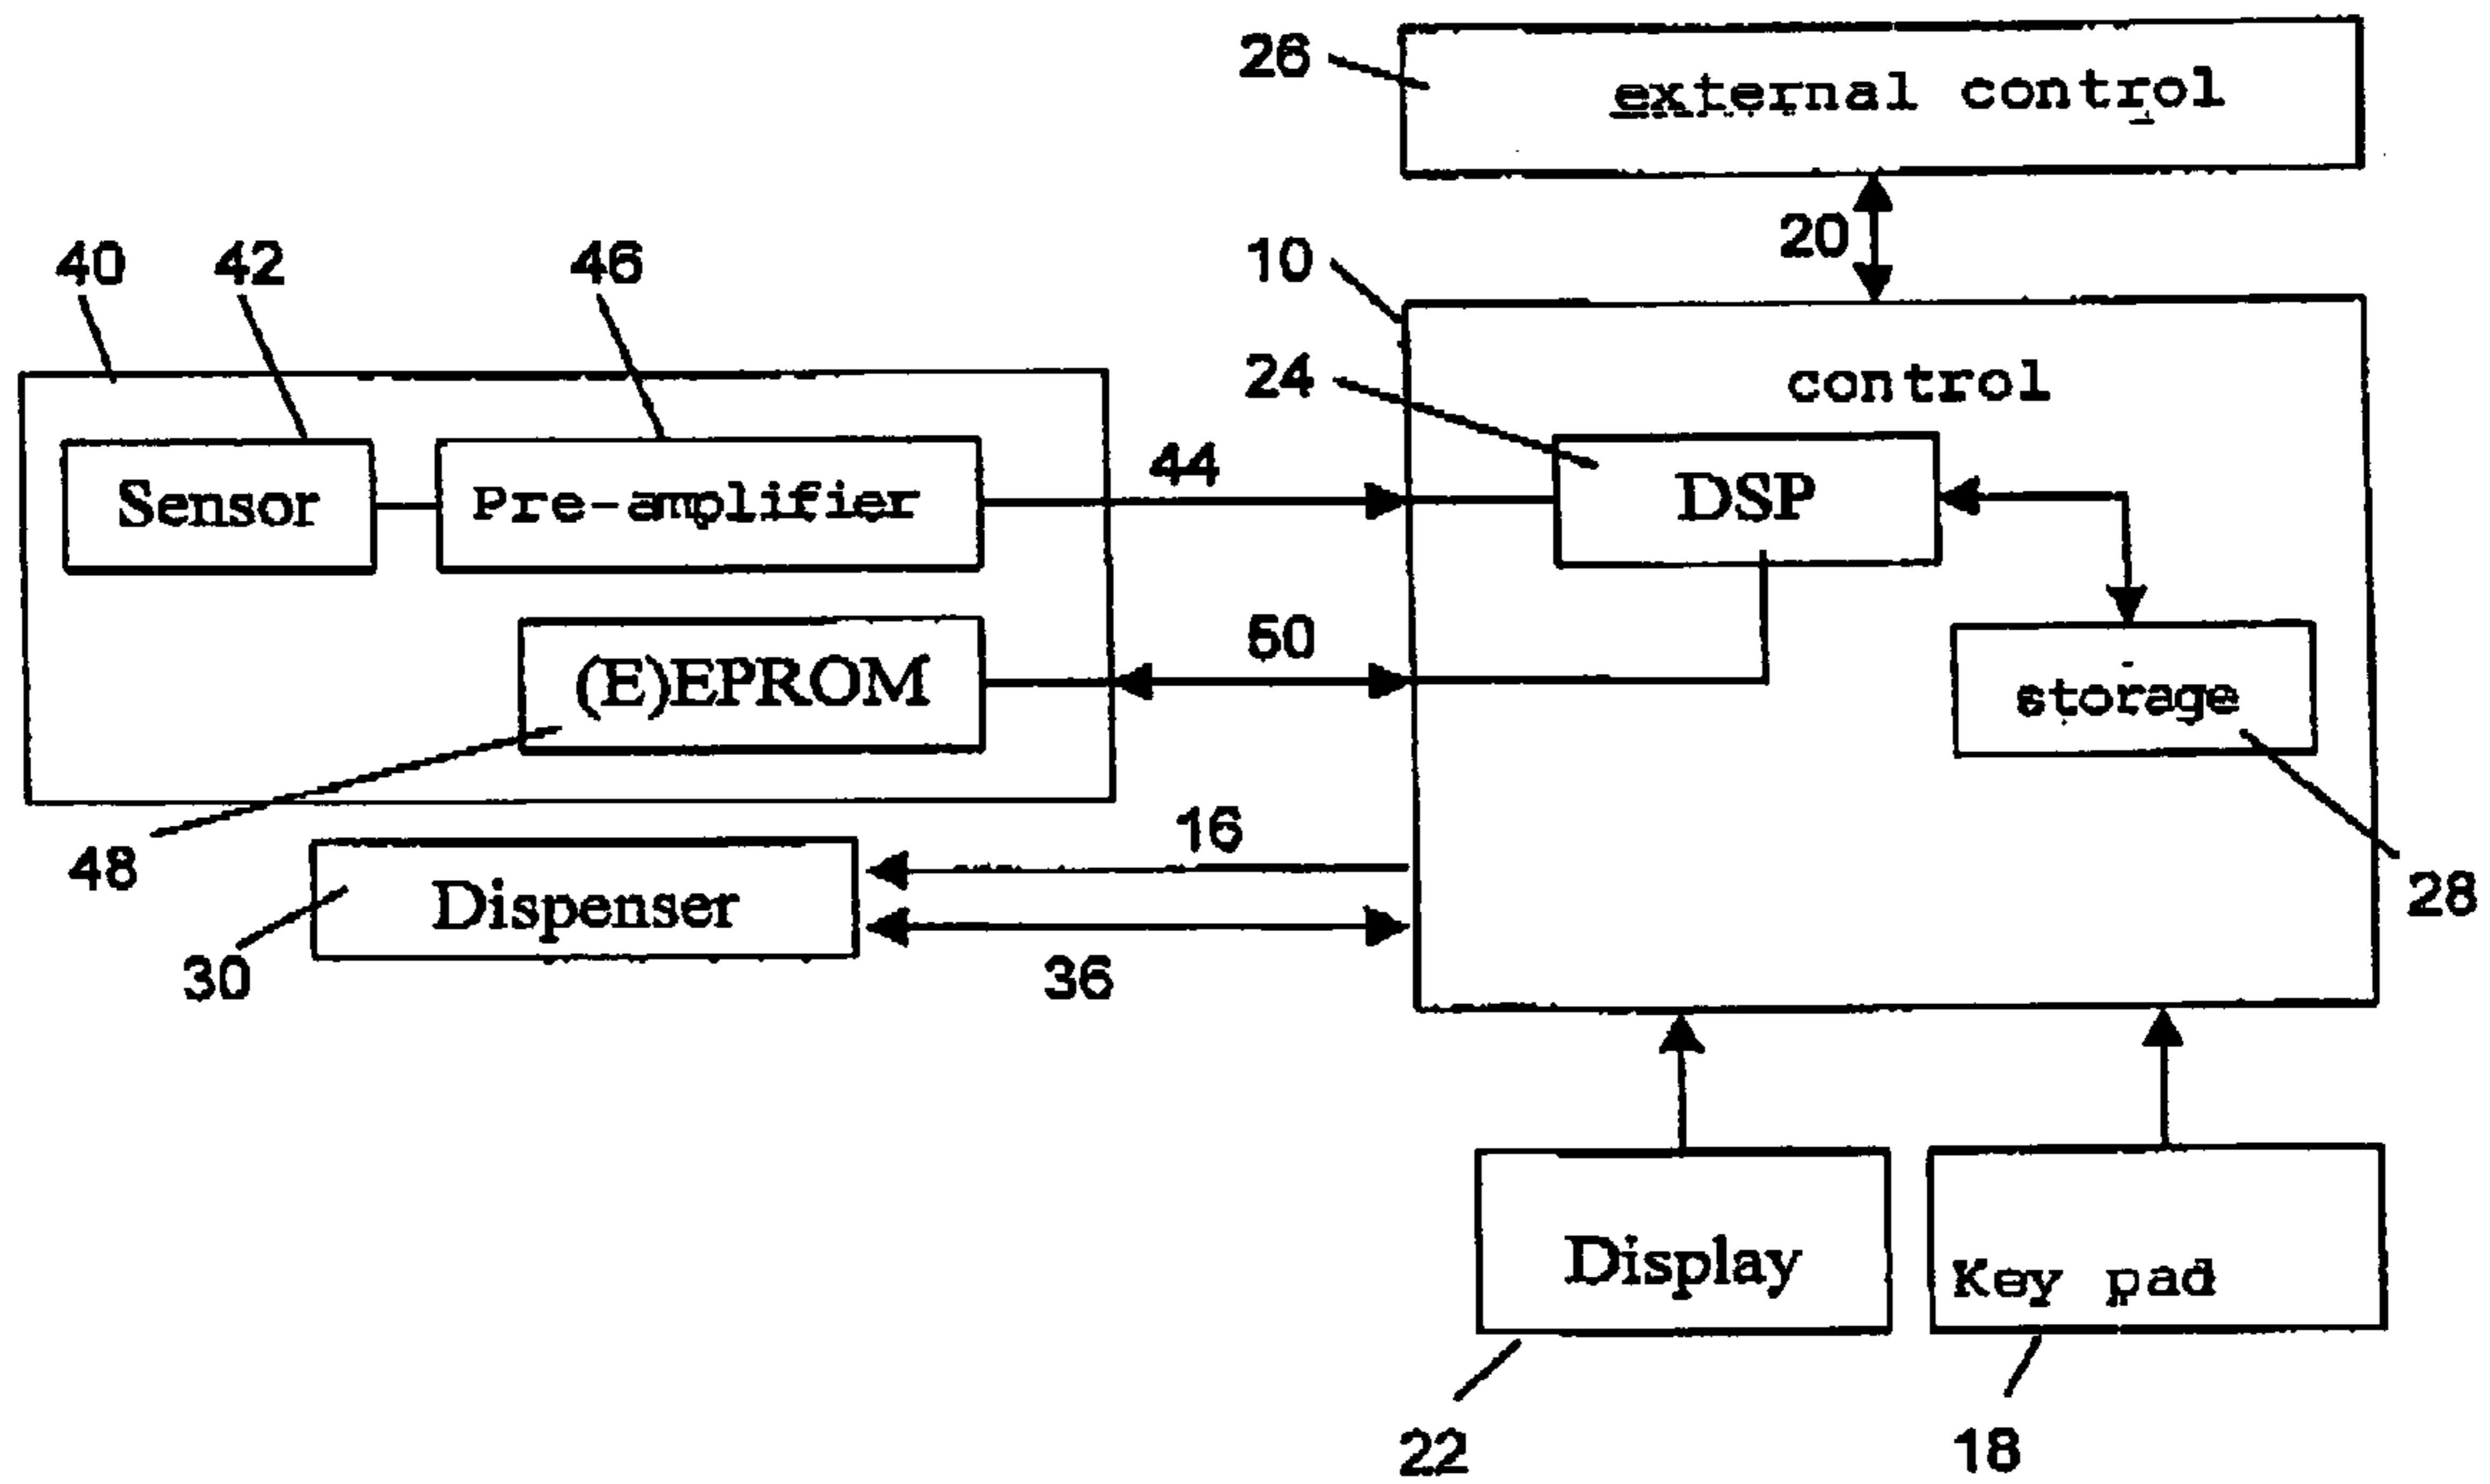 26
external control
20
10
40
42
46
24
control
44
Sensor
Pre-amplifier
DSP
50
(E)EPROM
storage
16
48
Dispenser
28
30
36
Display
Key pad
22
18